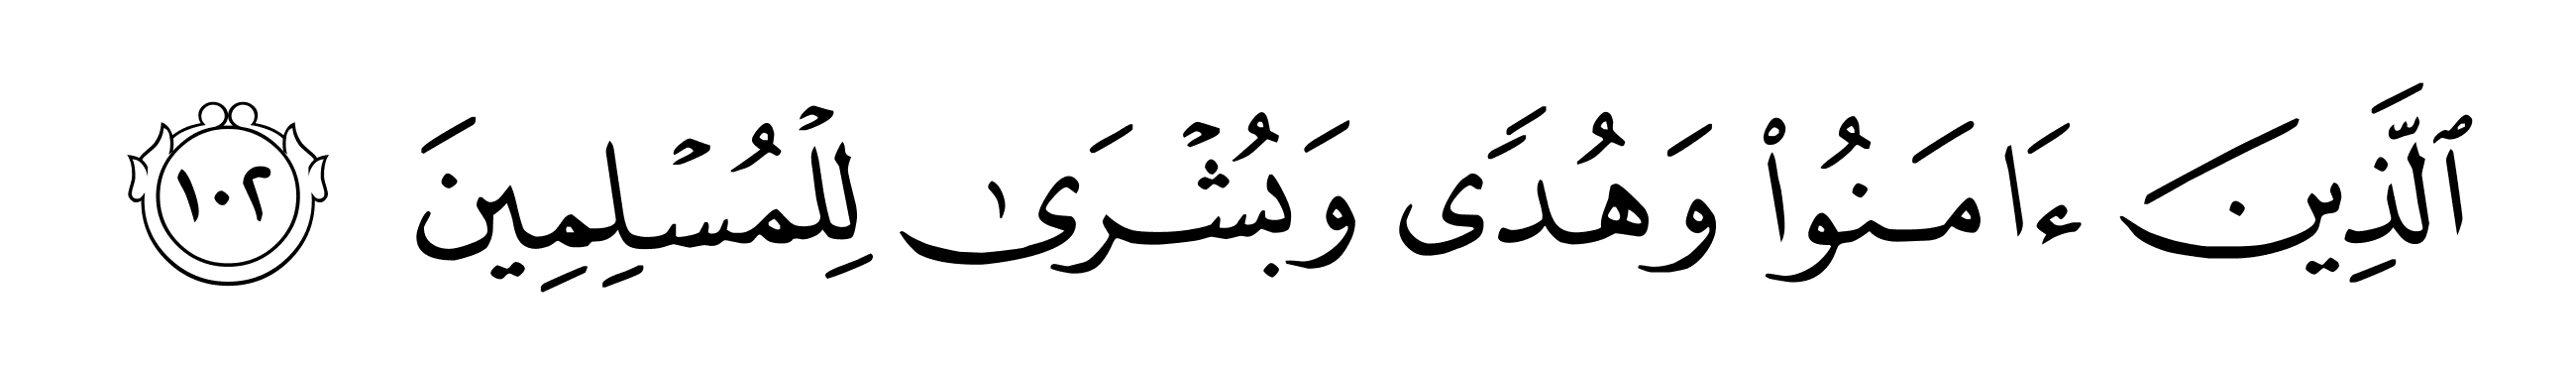 ٱلَّذِينَ ءَامَنُوا۟ وَهُدًى وَبُشْرَىٰ لِلْمُسْلِمِينَ ١٠٢